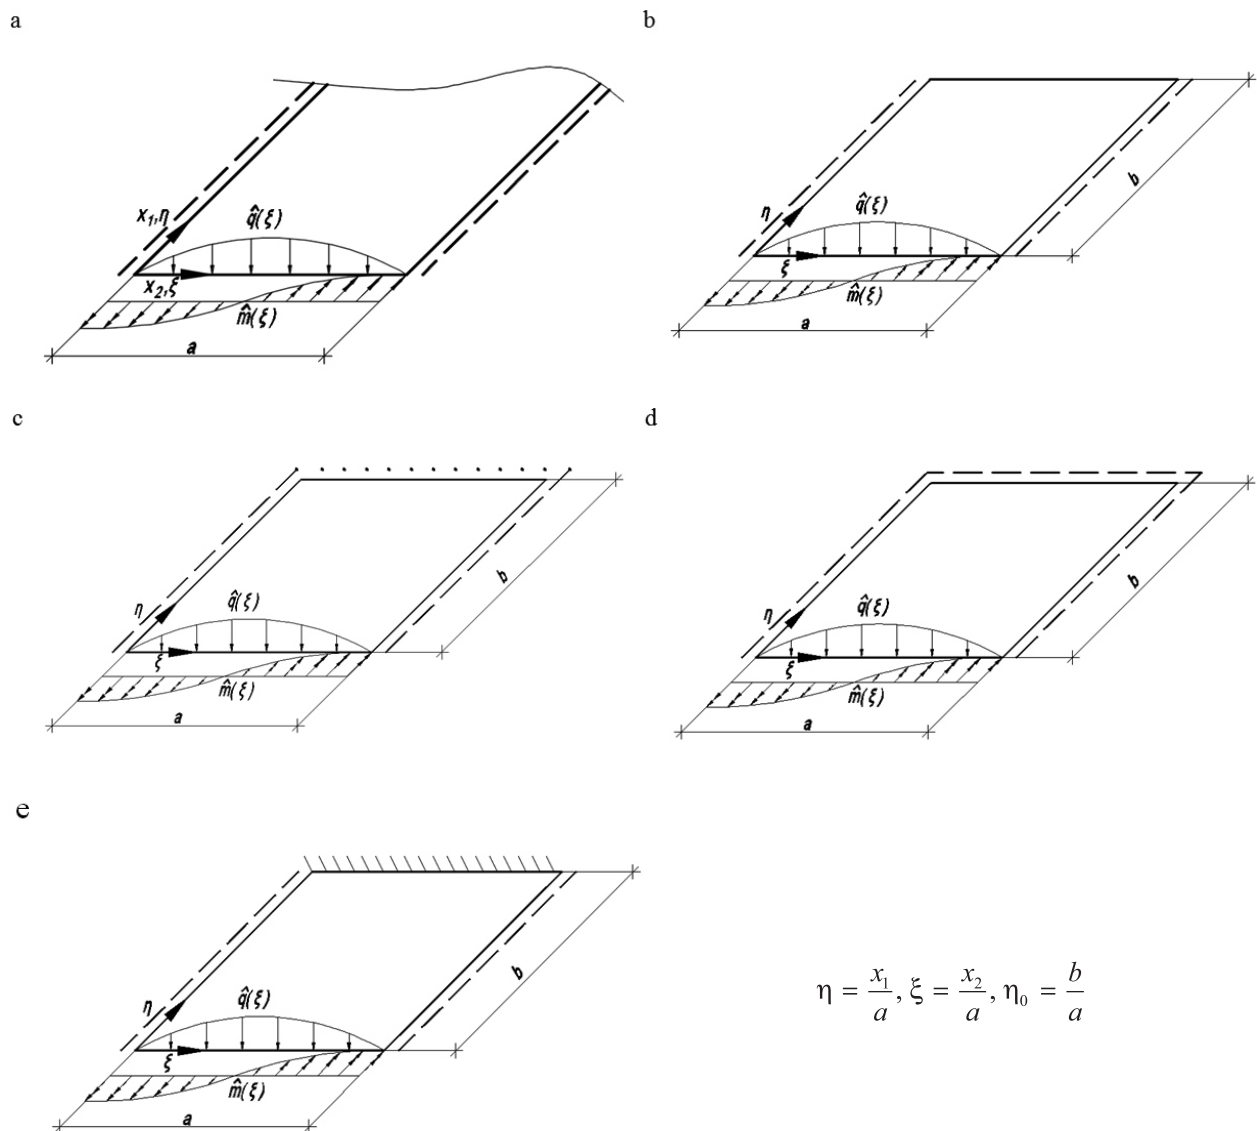 a
x₁,η
q̂(ξ)
x₂,ξ
m̂(ξ)
a
b
η
q̂(ξ)
b
ξ
m̂(ξ)
a
c
η
q̂(ξ)
b
ξ
m̂(ξ)
a
d
η
q̂(ξ)
b
ξ
m̂(ξ)
a
e
η
q̂(ξ)
b
ξ
m̂(ξ)
a
η = x₁/a, ξ = x₂/a, η₀ = b/a